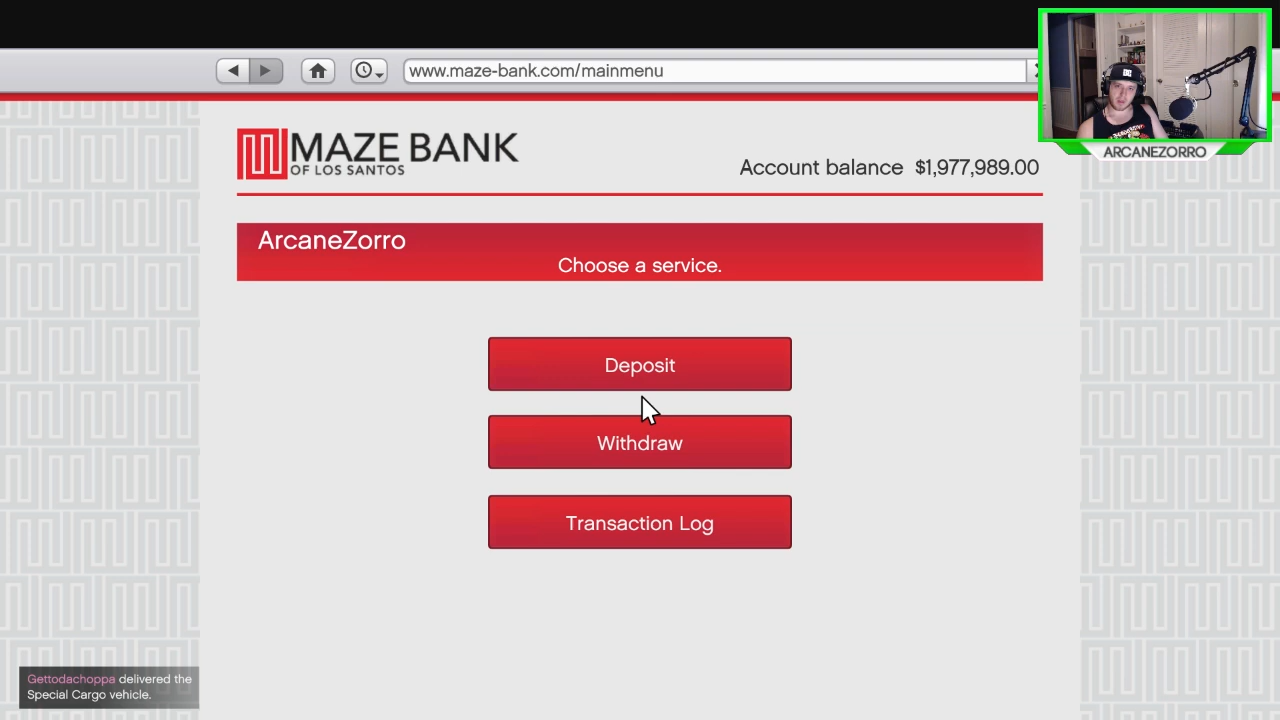 www.maze-bank.com/mainmenu
MAZE BANK
OF LOS SANTOS
Account balance $1,977,989.00
ArcaneZorro
Choose a service.
Deposit
Withdraw
Transaction Log
Gettodachoppa delivered the
Special Cargo vehicle.
ARCANEZORRO